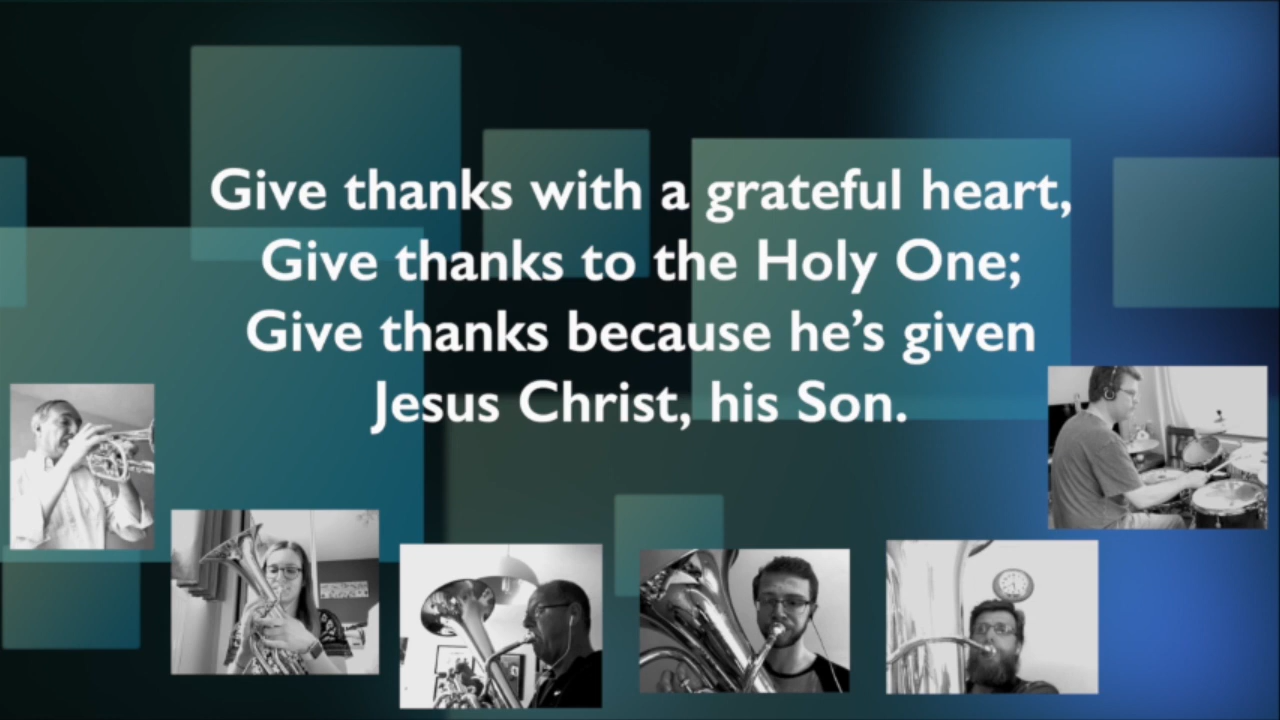 Give thanks with a grateful heart,
Give thanks to the Holy One;
Give thanks because he’s given
Jesus Christ, his Son.